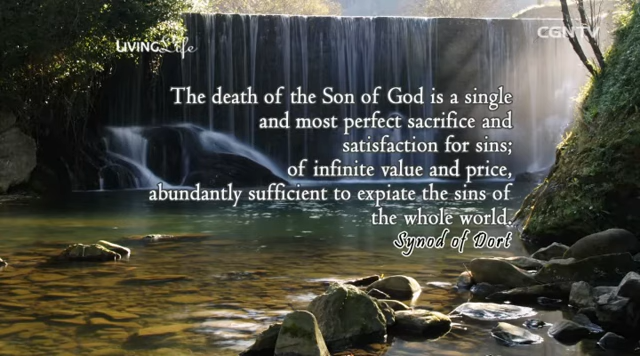 LIVING Life
CGNTV
The death of the Son of God is a single
and most perfect sacrifice and
satisfaction for sins;
of infinite value and price,
abundantly sufficient to expiate the sins of
the whole world.
Synod of Dort